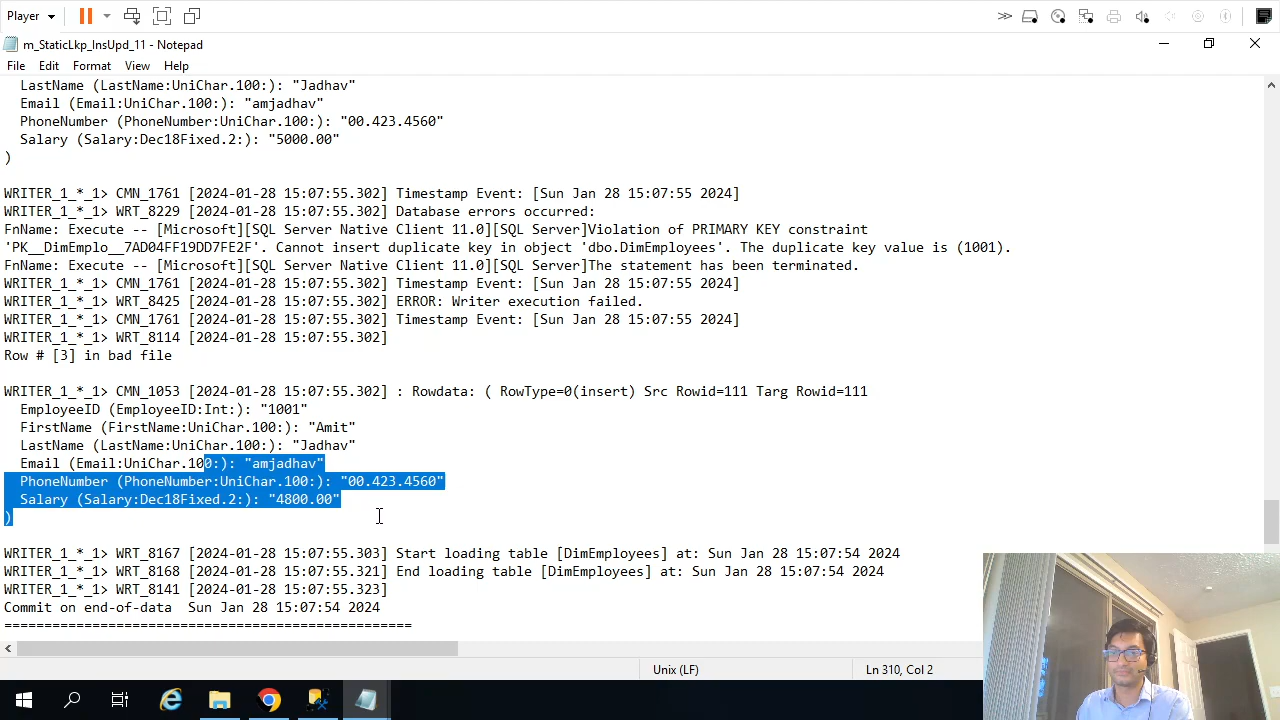 Player
m_StaticLkp_InsUpd_11 - Notepad
File Edit Format View Help
LastName (LastName:UniChar.100:): "Jadhav"
Email (Email:UniChar.100:): "amjadhav"
PhoneNumber (PhoneNumber:UniChar.100:): "00.423.4560"
Salary (Salary:Dec18Fixed.2:): "5000.00"
)
WRITER_1_*_1> CMN_1761 [2024-01-28 15:07:55.302] Timestamp Event: [Sun Jan 28 15:07:55 2024]
WRITER_1_*_1> WRT_8229 [2024-01-28 15:07:55.302] Database errors occurred:
FnName: Execute -- [Microsoft][SQL Server Native Client 11.0][SQL Server]Violation of PRIMARY KEY constraint
'PK__DimEmplo__7AD04FF19DD7FE2F'. Cannot insert duplicate key in object 'dbo.DimEmployees'. The duplicate key value is (1001).
FnName: Execute -- [Microsoft][SQL Server Native Client 11.0][SQL Server]The statement has been terminated.
WRITER_1_*_1> CMN_1761 [2024-01-28 15:07:55.302] Timestamp Event: [Sun Jan 28 15:07:55 2024]
WRITER_1_*_1> WRT_8425 [2024-01-28 15:07:55.302] ERROR: Writer execution failed.
WRITER_1_*_1> CMN_1761 [2024-01-28 15:07:55.302] Timestamp Event: [Sun Jan 28 15:07:55 2024]
WRITER_1_*_1> WRT_8114 [2024-01-28 15:07:55.302]
Row # [3] in bad file
WRITER_1_*_1> CMN_1053 [2024-01-28 15:07:55.302] : Rowdata: ( RowType=0(insert) Src Rowid=111 Targ Rowid=111
EmployeeID (EmployeeID:Int:): "1001"
FirstName (FirstName:UniChar.100:): "Amit"
LastName (LastName:UniChar.100:): "Jadhav"
Email (Email:UniChar.100:): "amjadhav"
PhoneNumber (PhoneNumber:UniChar.100:): "00.423.4560"
Salary (Salary:Dec18Fixed.2:): "4800.00"
)
WRITER_1_*_1> WRT_8167 [2024-01-28 15:07:55.303] Start loading table [DimEmployees] at: Sun Jan 28 15:07:54 2024
WRITER_1_*_1> WRT_8168 [2024-01-28 15:07:55.321] End loading table [DimEmployees] at: Sun Jan 28 15:07:54 2024
WRITER_1_*_1> WRT_8141 [2024-01-28 15:07:55.323]
Commit on end-of-data  Sun Jan 28 15:07:54 2024
===================================================
Unix (LF) Ln 310, Col 2